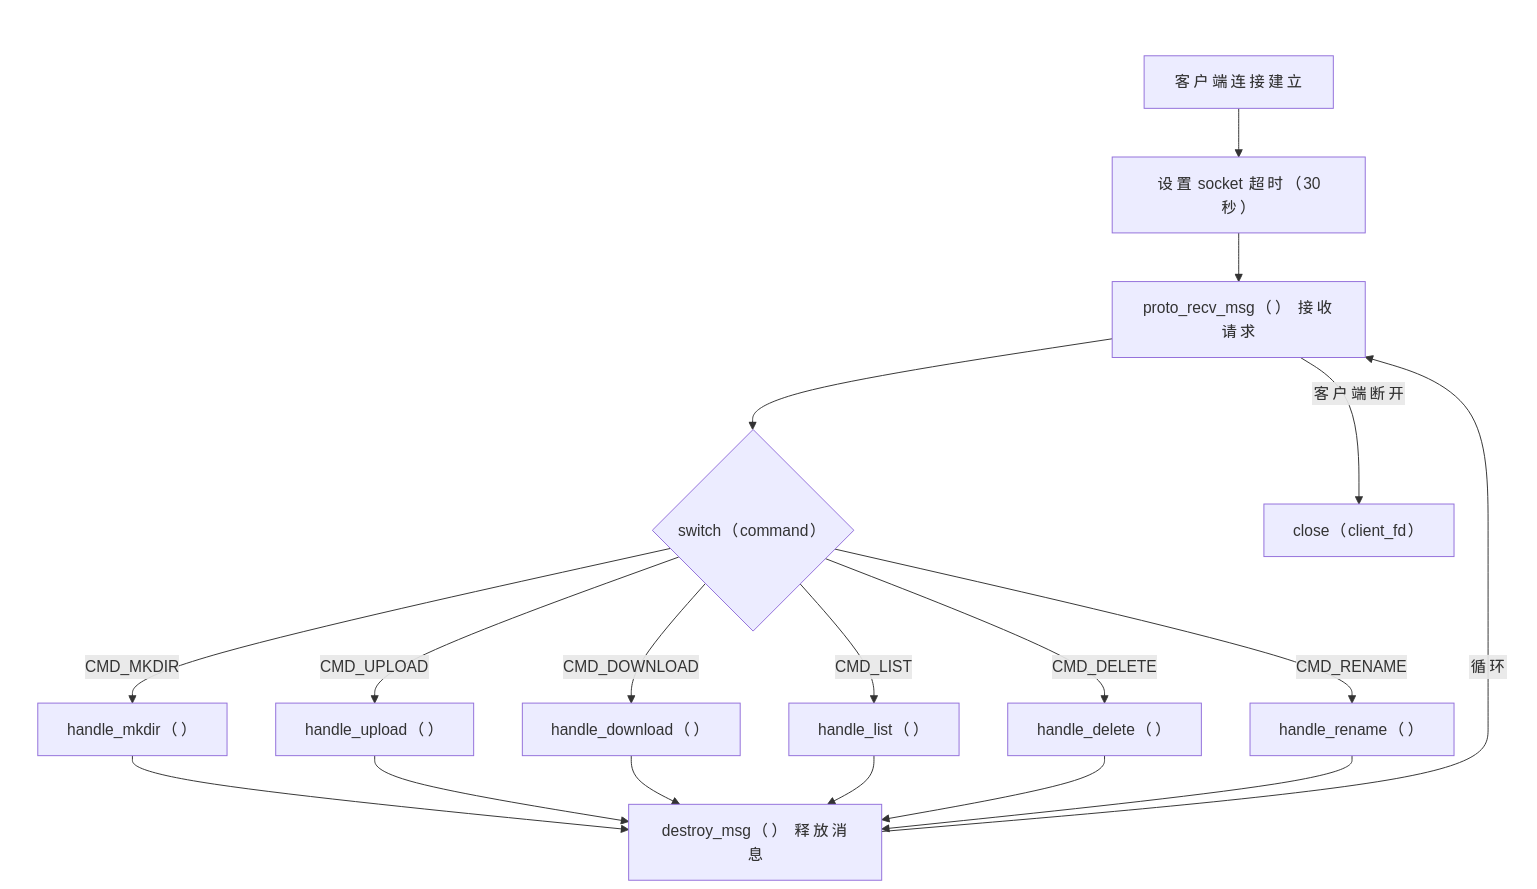 客户端连接建立
设置 socket 超时（30
秒）
proto_recv_msg（） 接收
请求
客户端断开
switch（command）
close（client_fd）
CMD_MKDIR
CMD_UPLOAD
CMD_DOWNLOAD
CMD_LIST
CMD_DELETE
CMD_RENAME
循环
handle_mkdir（）
handle_upload（）
handle_download（）
handle_list（）
handle_delete（）
handle_rename（）
destroy_msg（） 释放消
息